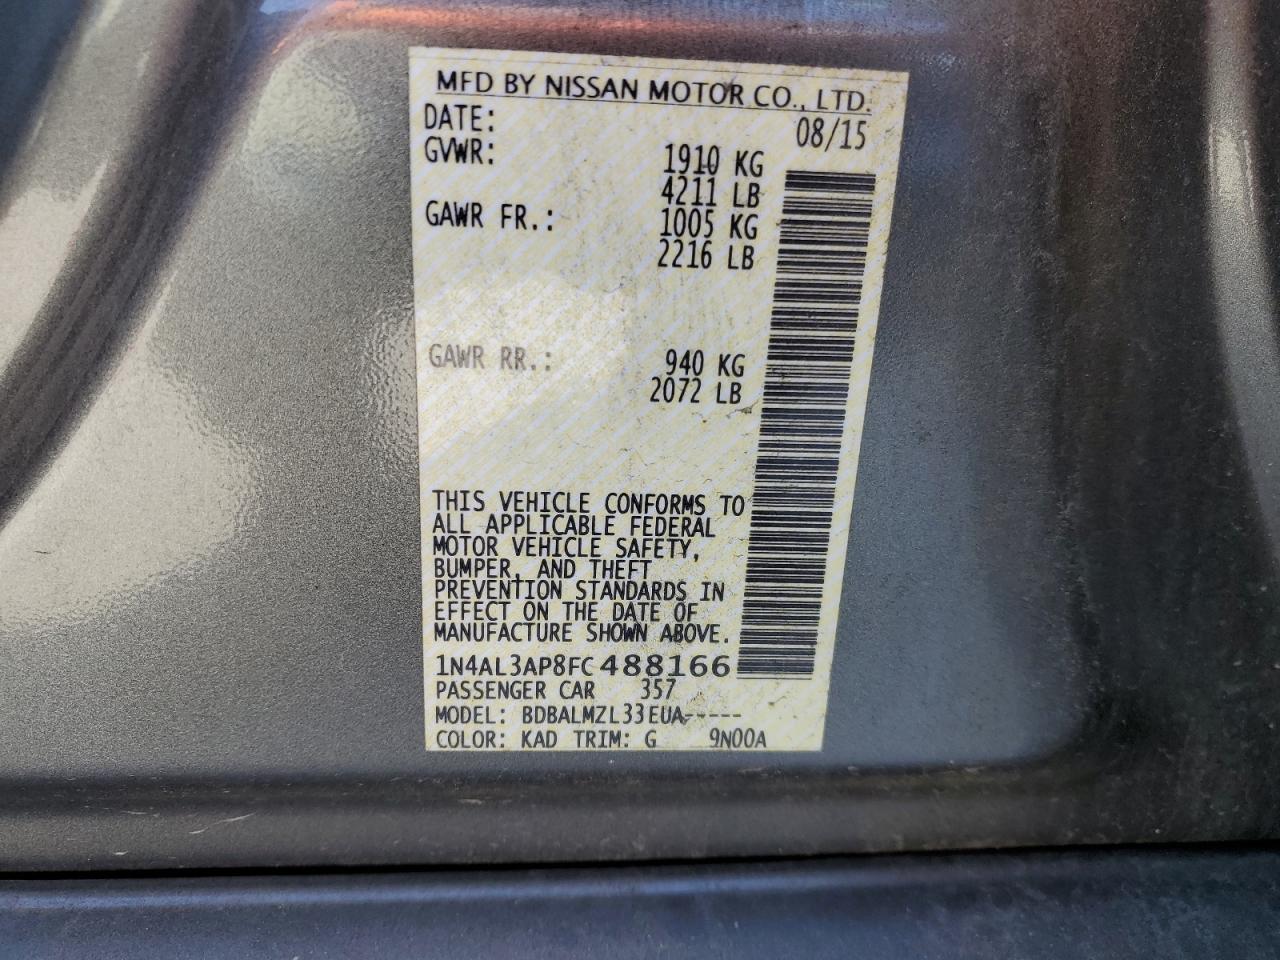 MFD BY NISSAN MOTOR CO., LTD.
DATE: 08/15
GVWR: 1910 KG
4211 LB
GAWR FR.: 1005 KG
2216 LB
GAWR RR.: 940 KG
2072 LB
THIS VEHICLE CONFORMS TO
ALL APPLICABLE FEDERAL
MOTOR VEHICLE SAFETY,
BUMPER, AND THEFT
PREVENTION STANDARDS IN
EFFECT ON THE DATE OF
MANUFACTURE SHOWN ABOVE.
1N4AL3AP8FC488166
PASSENGER CAR 357
MODEL: BDBALMZL33EUA-----
COLOR: KAD TRIM: G 9N00A